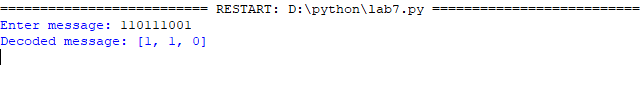 ========================== RESTART: D:\python\lab7.py ==========================
Enter message: 110111001
Decoded message: [1, 1, 0]